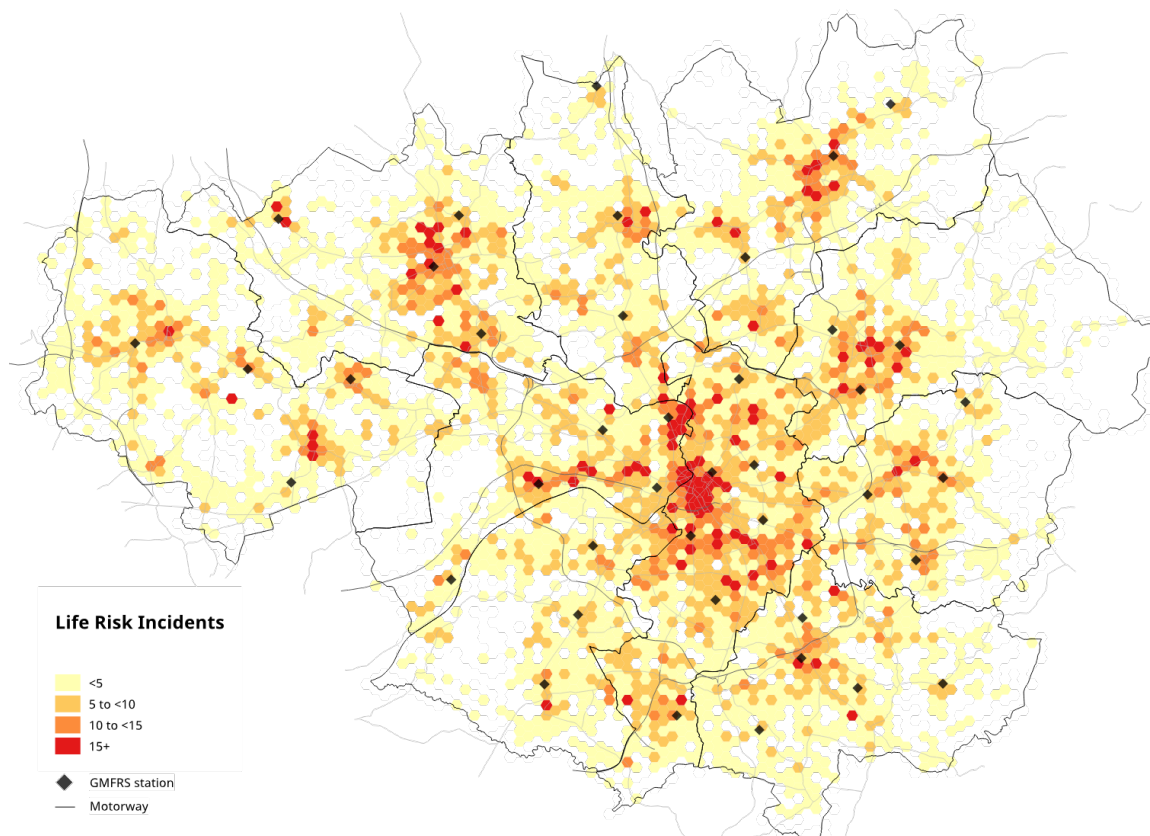 Life Risk Incidents
<5
5 to <10
10 to <15
15+
GMFRS station
Motorway